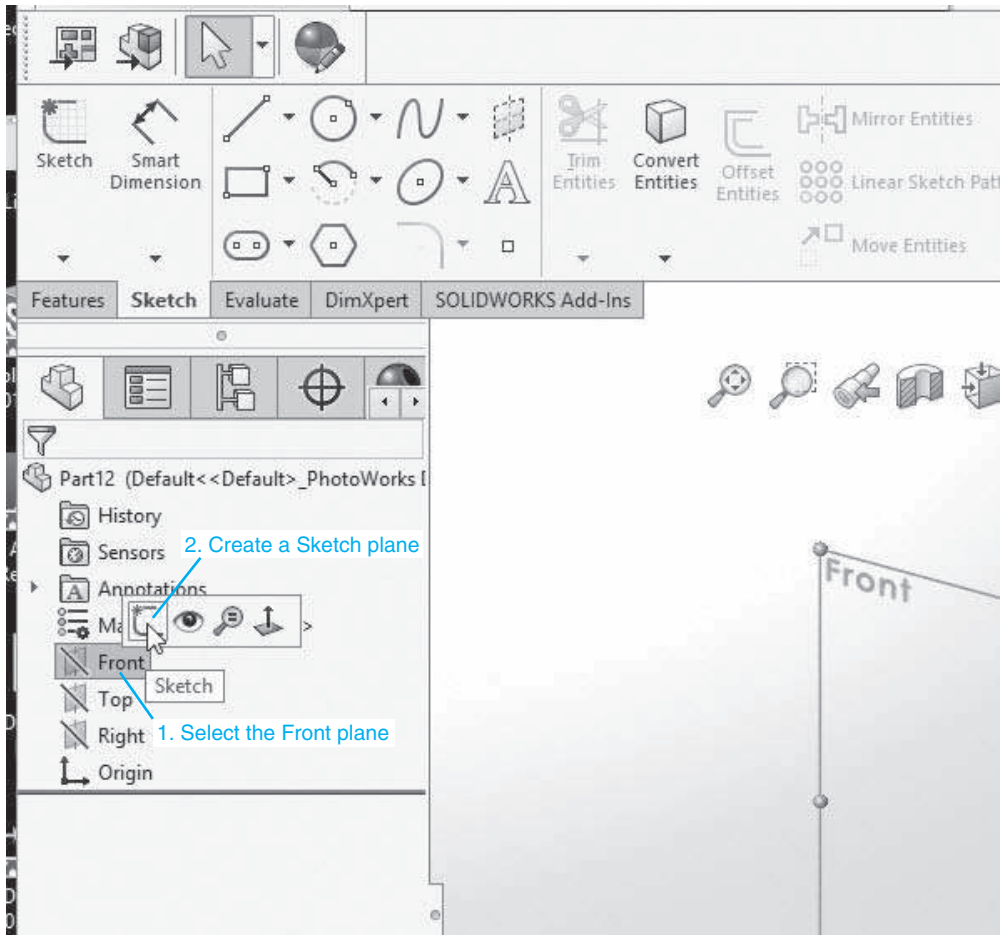 Sketch
Smart
Dimension
Trim
Entities
Convert
Entities
Offset
Entities
Mirror Entities
Linear Sketch Patt
Move Entities
Features
Sketch
Evaluate
DimXpert
SOLIDWORKS Add-Ins
Part12 (Default<<Default>_PhotoWorks D
History
Sensors
2. Create a Sketch plane
A Annotations
Ma
>
Front
Sketch
Top
1. Select the Front plane
Right
Origin
Front